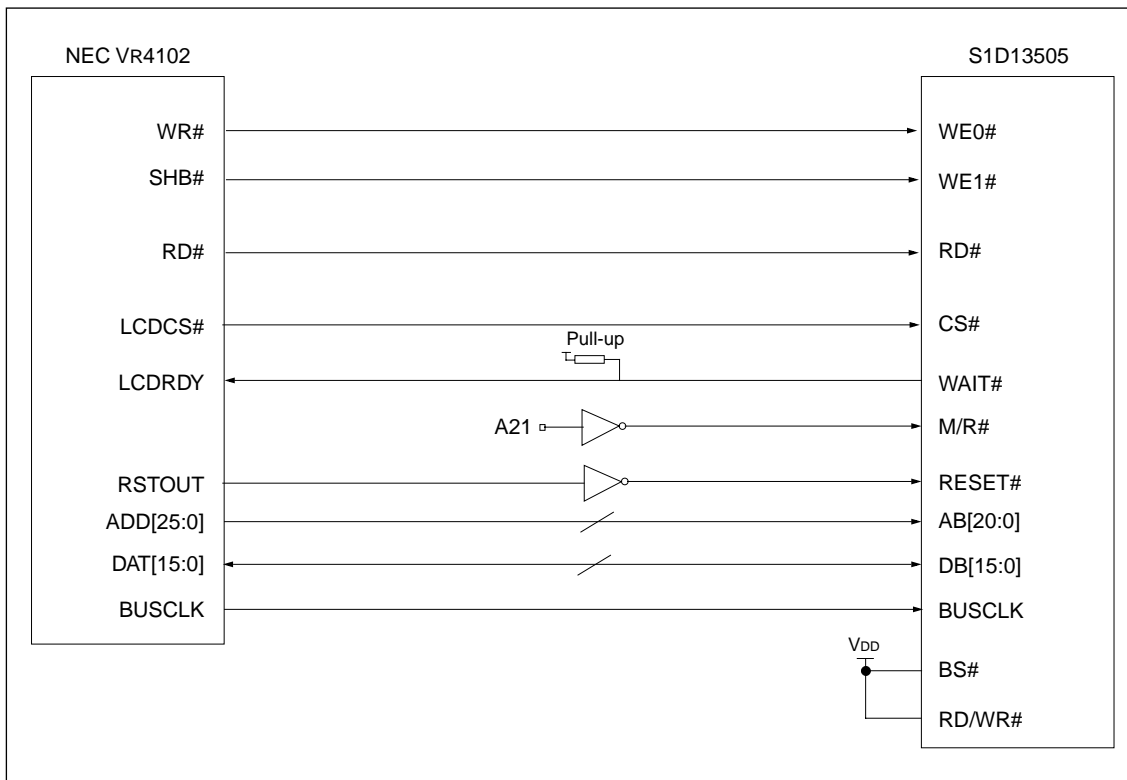 NEC VR4102 S1D13505
WR# WE0#
SHB# WE1#
RD# RD#
LCDCS# CS#
Pull-up
LCDRDY WAIT#
A21 M/R#
RSTOUT RESET#
ADD[25:0] AB[20:0]
DAT[15:0] DB[15:0]
BUSCLK BUSCLK
VDD
BS#
RD/WR#